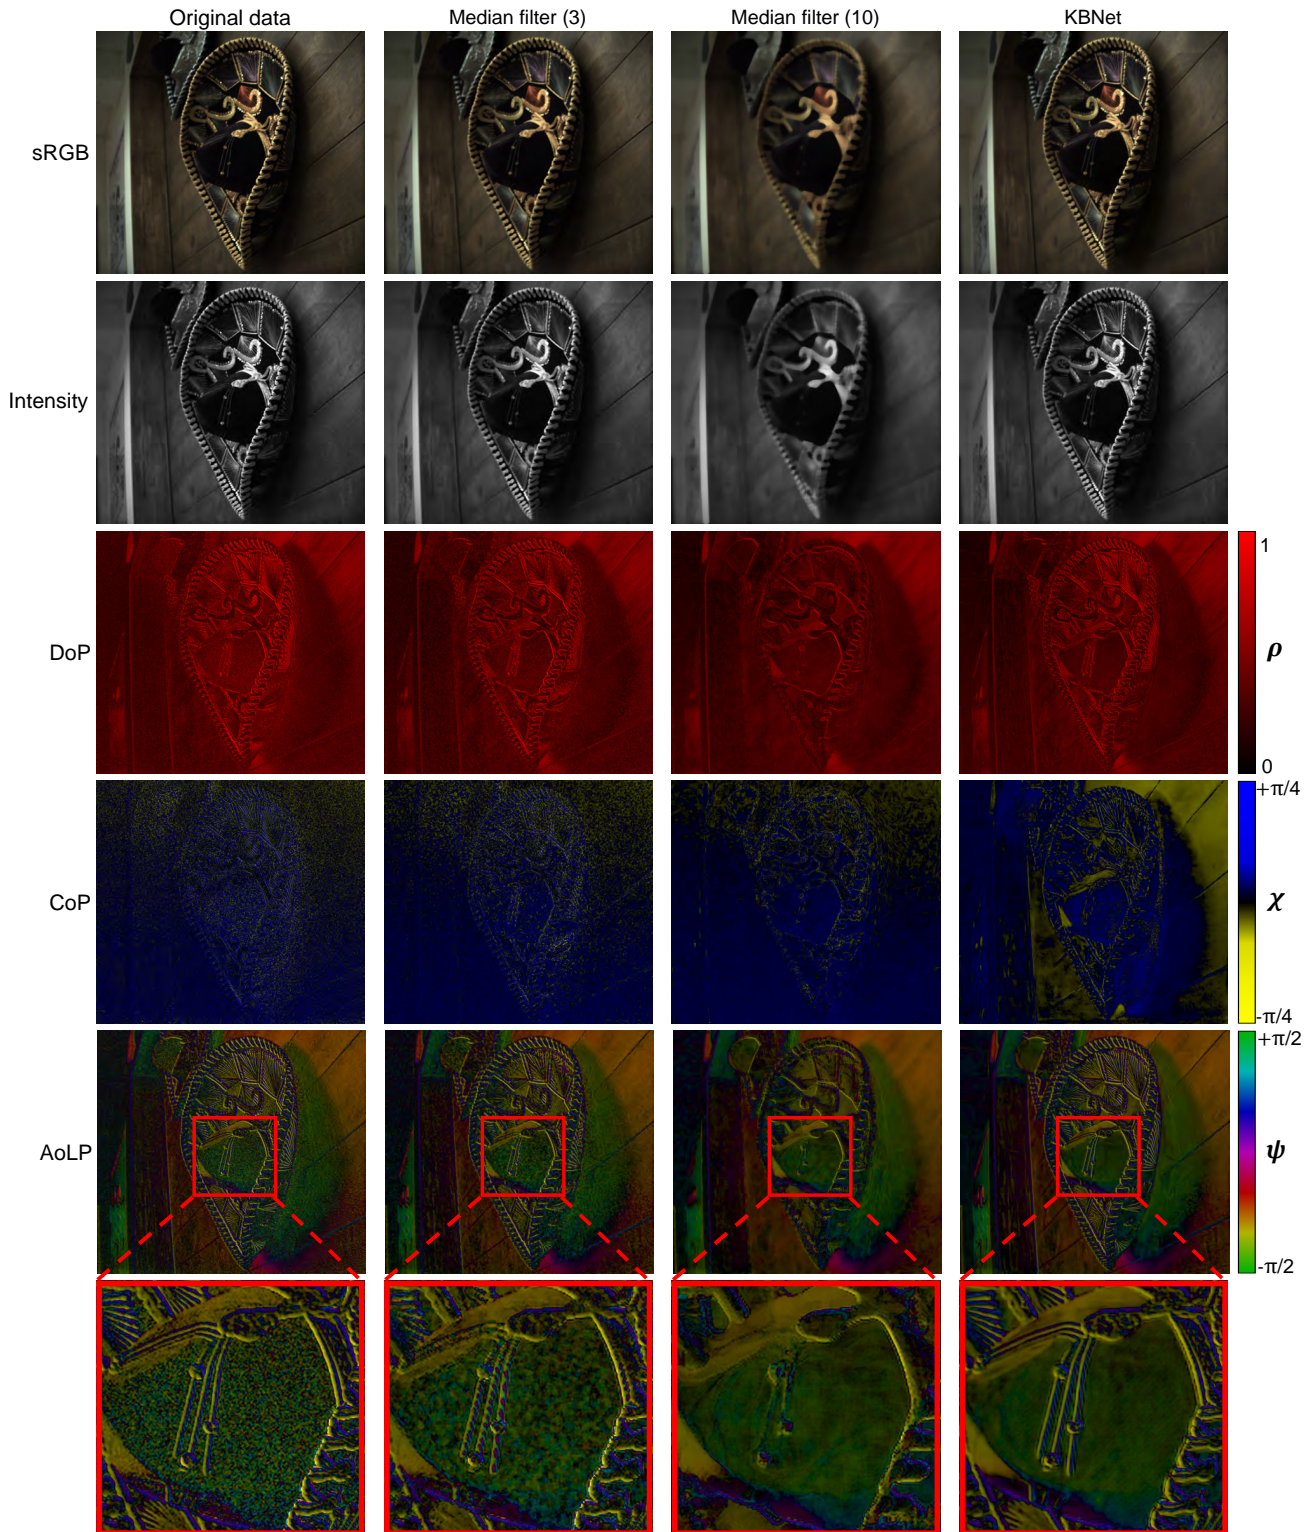 Original data Median filter (3) Median filter (10) KBNet
sRGB
Intensity
DoP
1
ρ
0
CoP
+π/4
χ
-π/4
AoLP
+π/2
ψ
-π/2